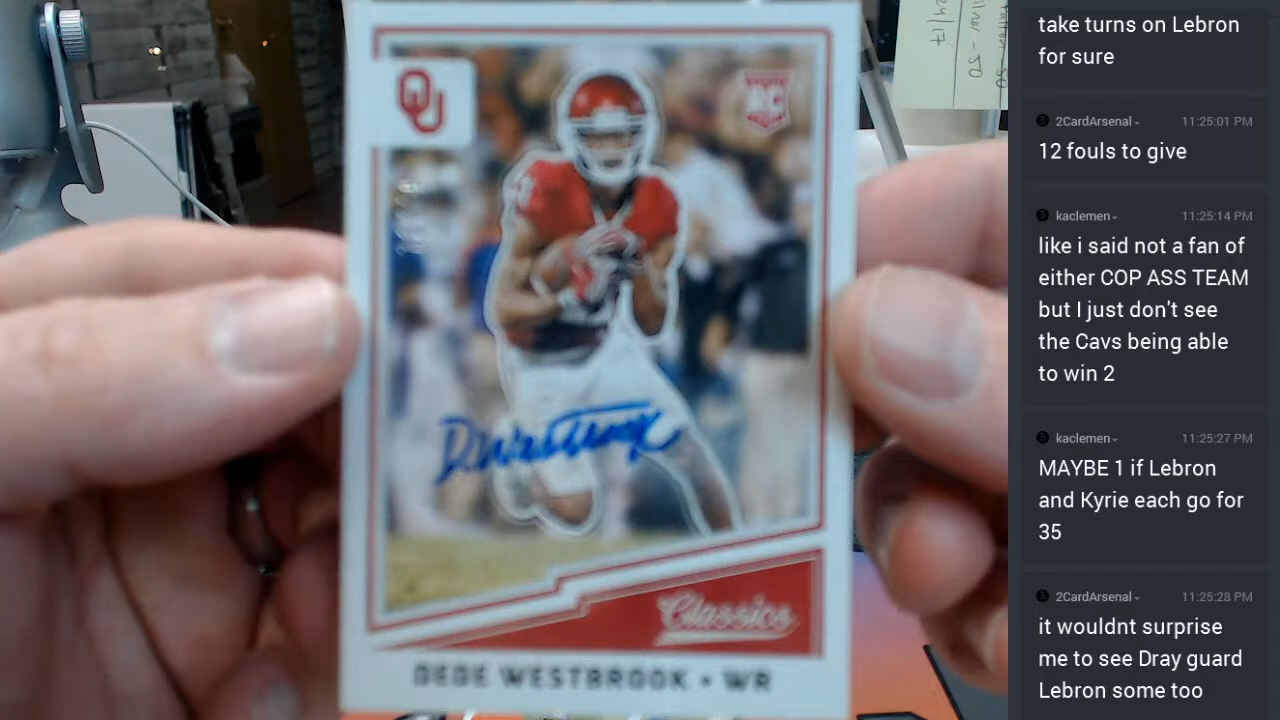 OU
RC
D.Westbrook
Classics
DEDE WESTBROOK • WR
24/17
take turns on Lebron
for sure
2CardArsenal 11:25:01 PM
12 fouls to give
kaclemen 11:25:14 PM
like i said not a fan of
either COP ASS TEAM
but I just don't see
the Cavs being able
to win 2
kaclemen 11:25:27 PM
MAYBE 1 if Lebron
and Kyrie each go for
35
2CardArsenal 11:25:28 PM
it wouldnt surprise
me to see Dray guard
Lebron some too